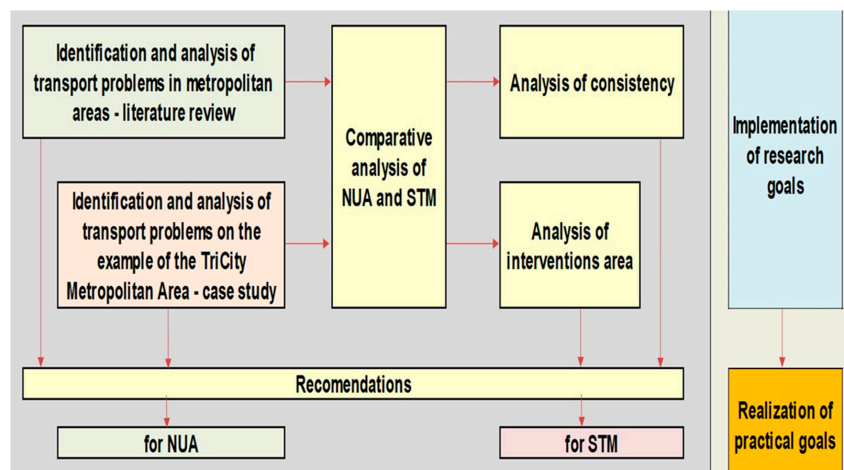 Identification and analysis of
transport problems in metropolitan
areas - literature review
Identification and analysis of
transport problems on the
example of the TriCity
Metropolitan Area - case study
Comparative
analysis of
NUA and STM
Analysis of consistency
Analysis of
interventions area
Recomendations
for NUA
for STM
Implementation
of research
goals
Realization of
practical goals